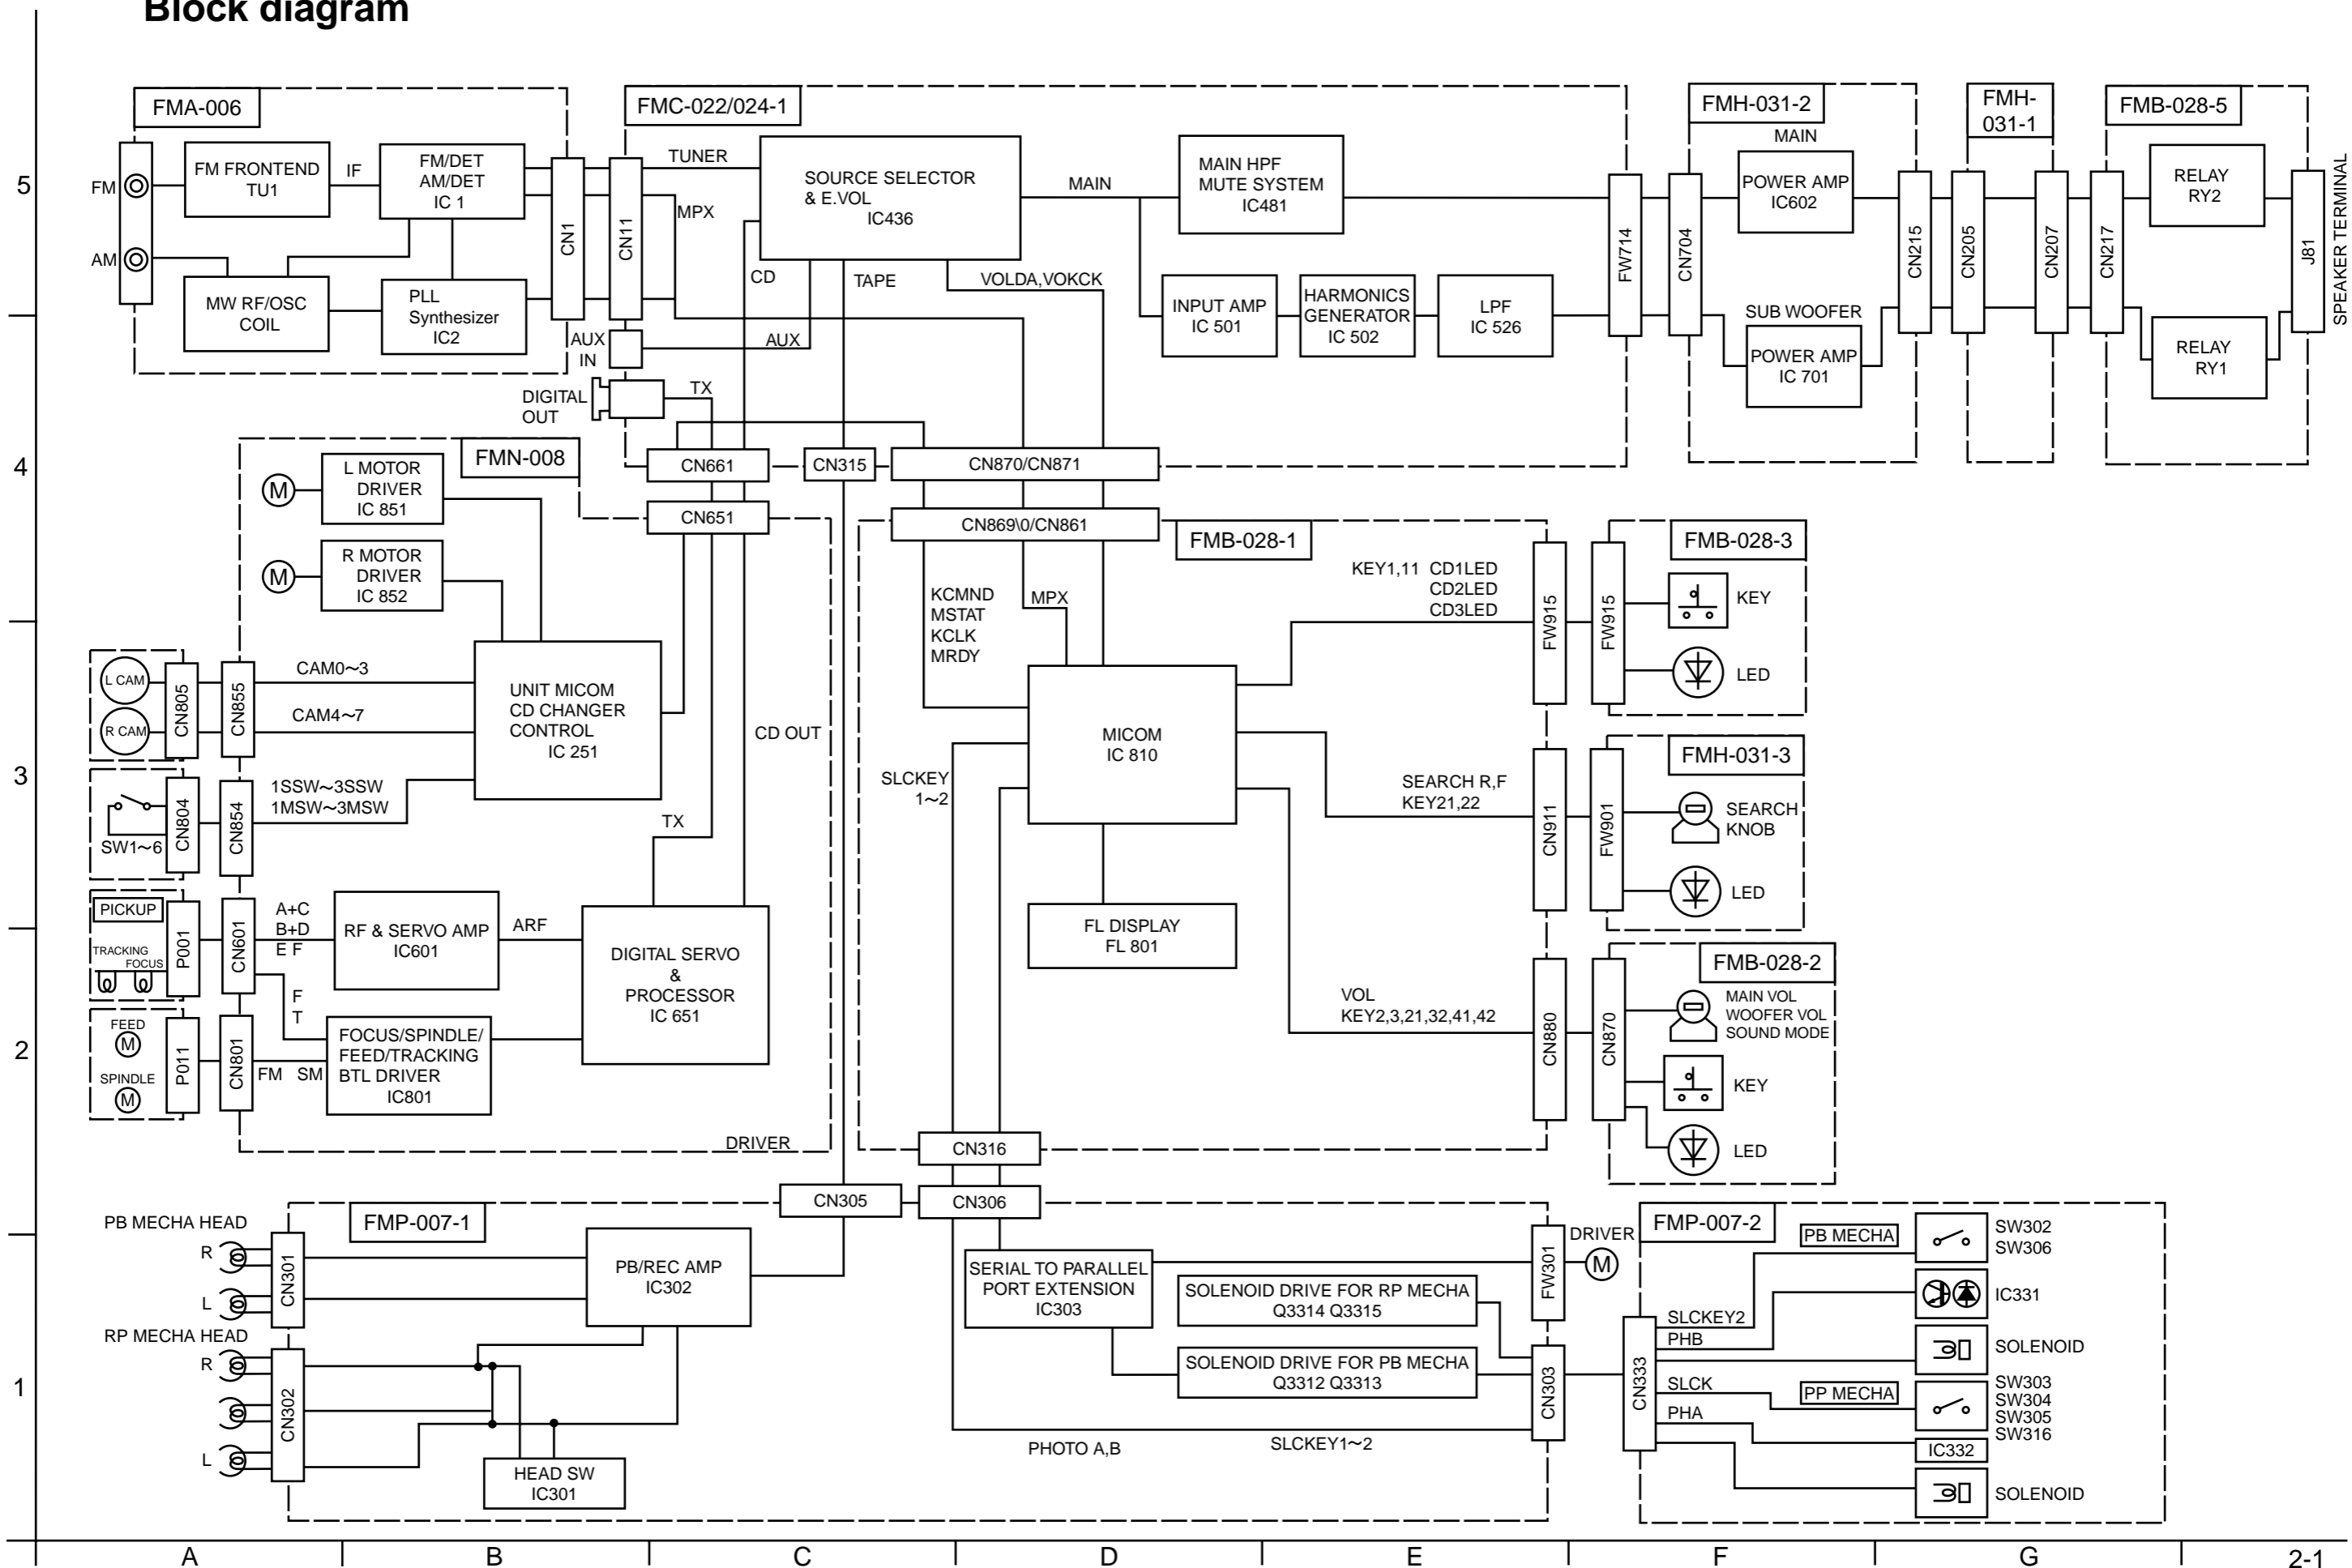 Block diagram
5
4
3
2
1
FMA-006
FM
AM
FM FRONTEND
TU1
IF
FM/DET
AM/DET
IC 1
MW RF/OSC
COIL
PLL
Synthesizer
IC2
CN1
CN11
FMC-022/024-1
TUNER
MPX
SOURCE SELECTOR
& E.VOL
IC436
CD
TAPE
VOLDA,VOKCK
MAIN
MAIN HPF
MUTE SYSTEM
IC481
INPUT AMP
IC 501
HARMONICS
GENERATOR
IC 502
LPF
IC 526
AUX
IN
AUX
DIGITAL
OUT
TX
FW714
FMH-031-2
MAIN
CN704
POWER AMP
IC602
SUB WOOFER
POWER AMP
IC 701
CN215
FMH-
031-1
CN205
CN207
FMB-028-5
CN217
RELAY
RY2
RELAY
RY1
J81
SPEAKER TERMINAL
CN661
CN315
CN870/CN871
FMN-008
M
L MOTOR
DRIVER
IC 851
M
R MOTOR
DRIVER
IC 852
CN651
L CAM
R CAM
CN805
CN855
CAM0~3
CAM4~7
UNIT MICOM
CD CHANGER
CONTROL
IC 251
SW1~6
CN804
CN854
1SSW~3SSW
1MSW~3MSW
CD OUT
TX
PICKUP
TRACKING
FOCUS
P001
CN601
A+C
B+D
E F
RF & SERVO AMP
IC601
ARF
DIGITAL SERVO
&
PROCESSOR
IC 651
F
T
FEED
M
SPINDLE
M
P011
CN801
FM SM
FOCUS/SPINDLE/
FEED/TRACKING
BTL DRIVER
IC801
DRIVER
CN869\0/CN861
FMB-028-1
KCMND
MSTAT
KCLK
MRDY
MPX
MICOM
IC 810
SLCKEY
1~2
FL DISPLAY
FL 801
KEY1,11 CD1LED
CD2LED
CD3LED
SEARCH R,F
KEY21,22
VOL
KEY2,3,21,32,41,42
FW915
FW915
FMB-028-3
KEY
LED
CN911
FW901
FMH-031-3
SEARCH
KNOB
LED
CN880
CN870
FMB-028-2
MAIN VOL
WOOFER VOL
SOUND MODE
KEY
LED
CN316
CN305
CN306
FMP-007-1
PB MECHA HEAD
R
L
CN301
RP MECHA HEAD
R
L
CN302
PB/REC AMP
IC302
HEAD SW
IC301
SERIAL TO PARALLEL
PORT EXTENSION
IC303
SOLENOID DRIVE FOR RP MECHA
Q3314 Q3315
SOLENOID DRIVE FOR PB MECHA
Q3312 Q3313
PHOTO A,B
SLCKEY1~2
FW301
CN303
DRIVER
M
FMP-007-2
CN333
SLCKEY2
PHB
SLCK
PHA
PB MECHA
SW302
SW306
IC331
SOLENOID
PP MECHA
SW303
SW304
SW305
SW316
IC332
SOLENOID
A
B
C
D
E
F
G
2-1